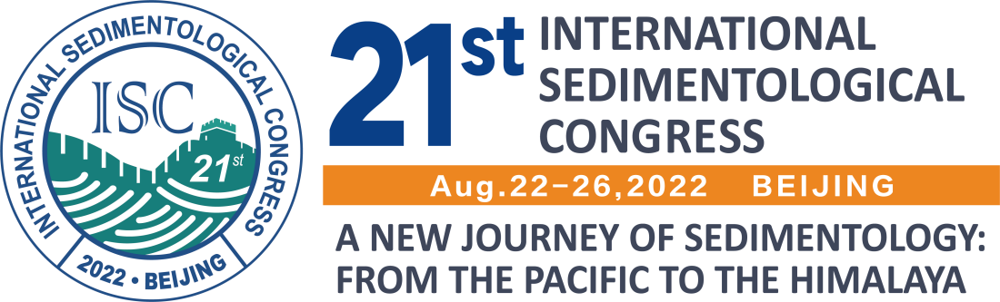 INTERNATIONAL SEDIMENTOLOGICAL CONGRESS
ISC
21st
2022 • BEIJING
21st
INTERNATIONAL
SEDIMENTOLOGICAL
CONGRESS
Aug.22-26,2022 BEIJING
A NEW JOURNEY OF SEDIMENTOLOGY:
FROM THE PACIFIC TO THE HIMALAYA